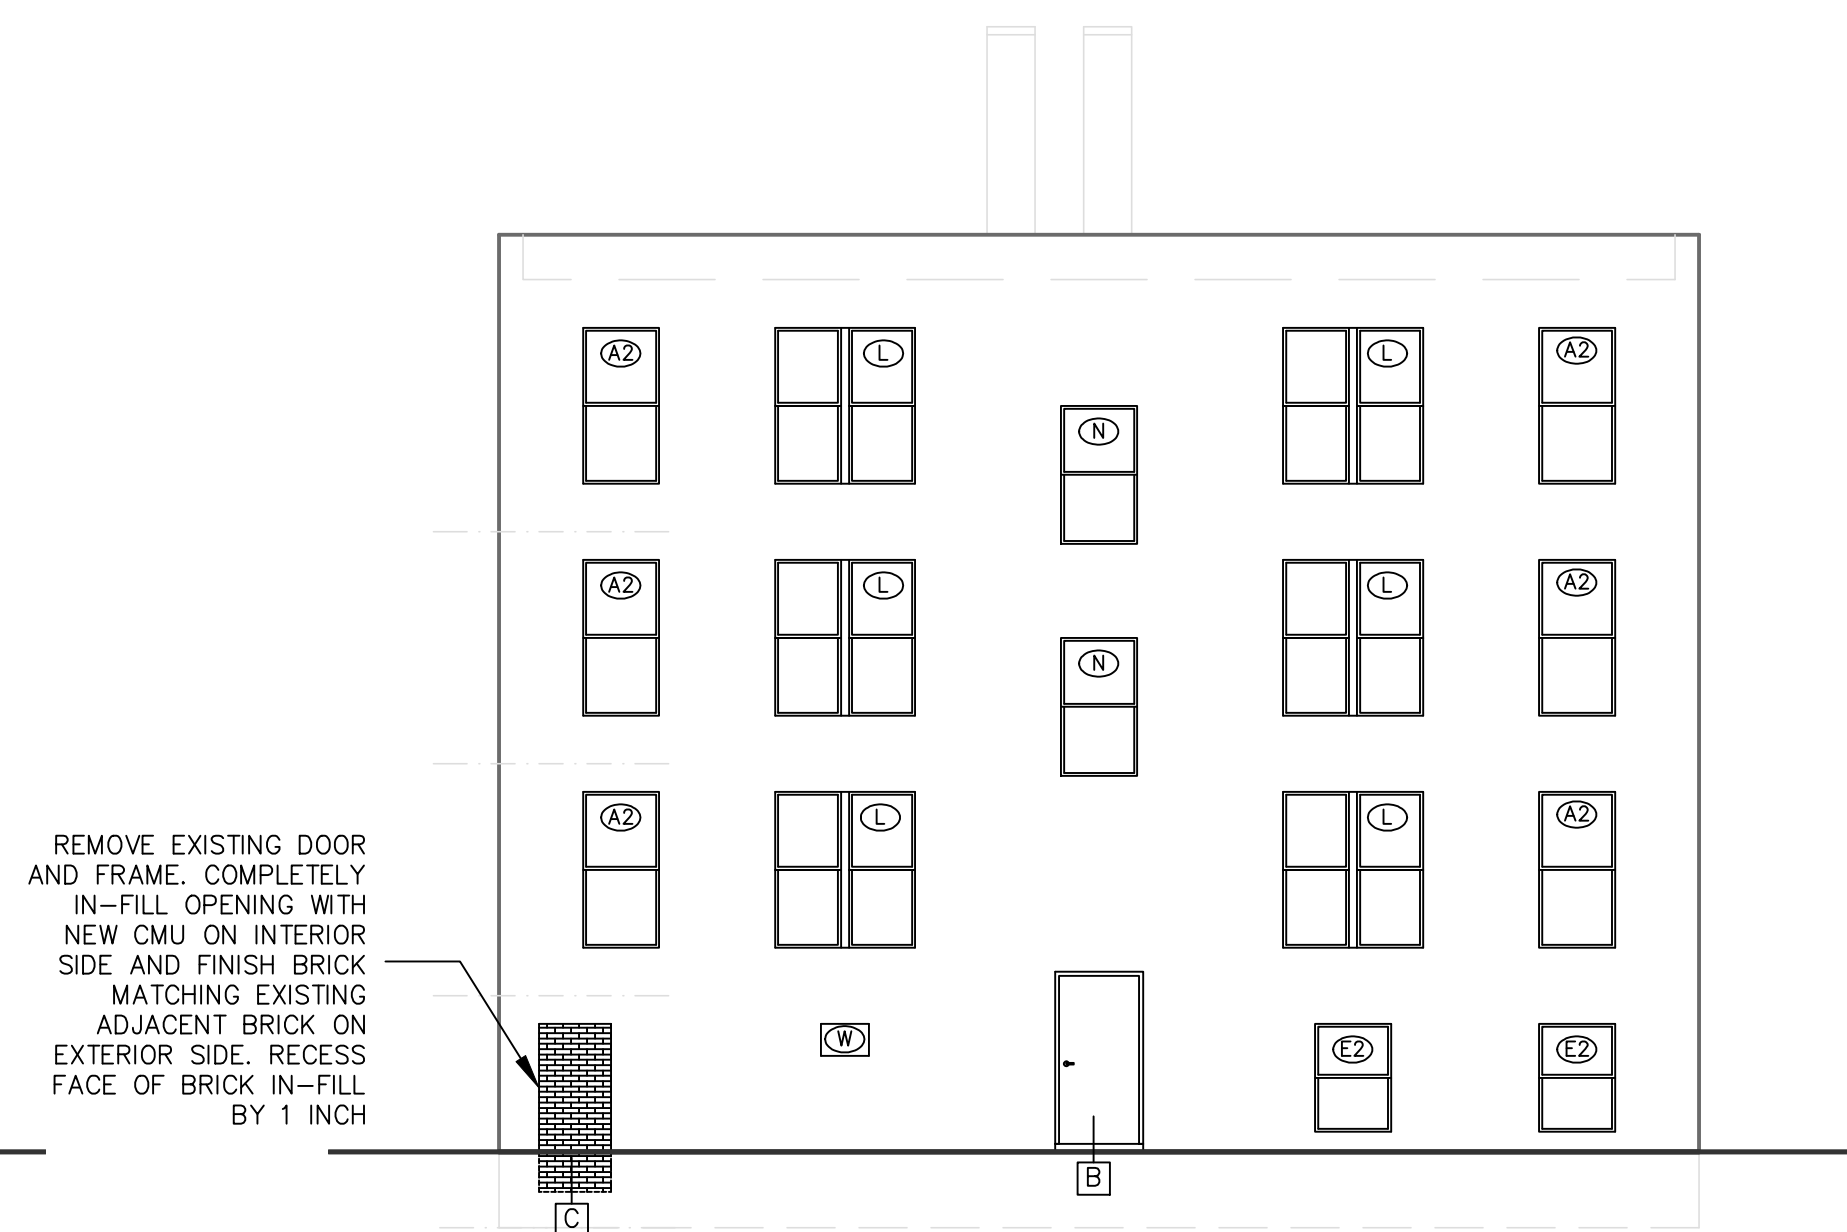 A2
L
L
A2
N
A2
L
L
A2
N
A2
L
L
A2
REMOVE EXISTING DOOR
AND FRAME. COMPLETELY
IN-FILL OPENING WITH
NEW CMU ON INTERIOR
SIDE AND FINISH BRICK
MATCHING EXISTING
ADJACENT BRICK ON
EXTERIOR SIDE. RECESS
FACE OF BRICK IN-FILL
BY 1 INCH
W
E2
E2
B
C